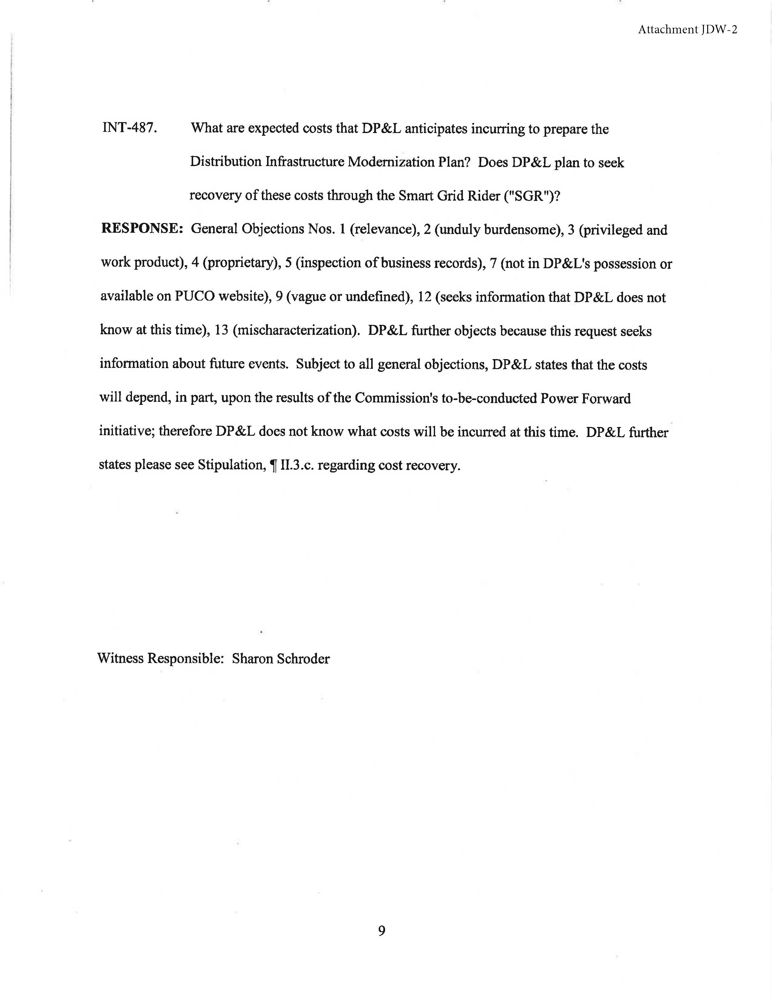 Attachment JDW-2
INT-487. What are expected costs that DP&L anticipates incurring to prepare the
Distribution Infrastructure Modernization Plan? Does DP&L plan to seek
recovery of these costs through the Smart Grid Rider ("SGR")?
RESPONSE: General Objections Nos. 1 (relevance), 2 (unduly burdensome), 3 (privileged and
work product), 4 (proprietary), 5 (inspection of business records), 7 (not in DP&L's possession or
available on PUCO website), 9 (vague or undefined), 12 (seeks information that DP&L does not
know at this time), 13 (mischaracterization). DP&L further objects because this request seeks
information about future events. Subject to all general objections, DP&L states that the costs
will depend, in part, upon the results of the Commission's to-be-conducted Power Forward
initiative; therefore DP&L does not know what costs will be incurred at this time. DP&L further
states please see Stipulation, ¶ II.3.c. regarding cost recovery.
Witness Responsible: Sharon Schroder
9